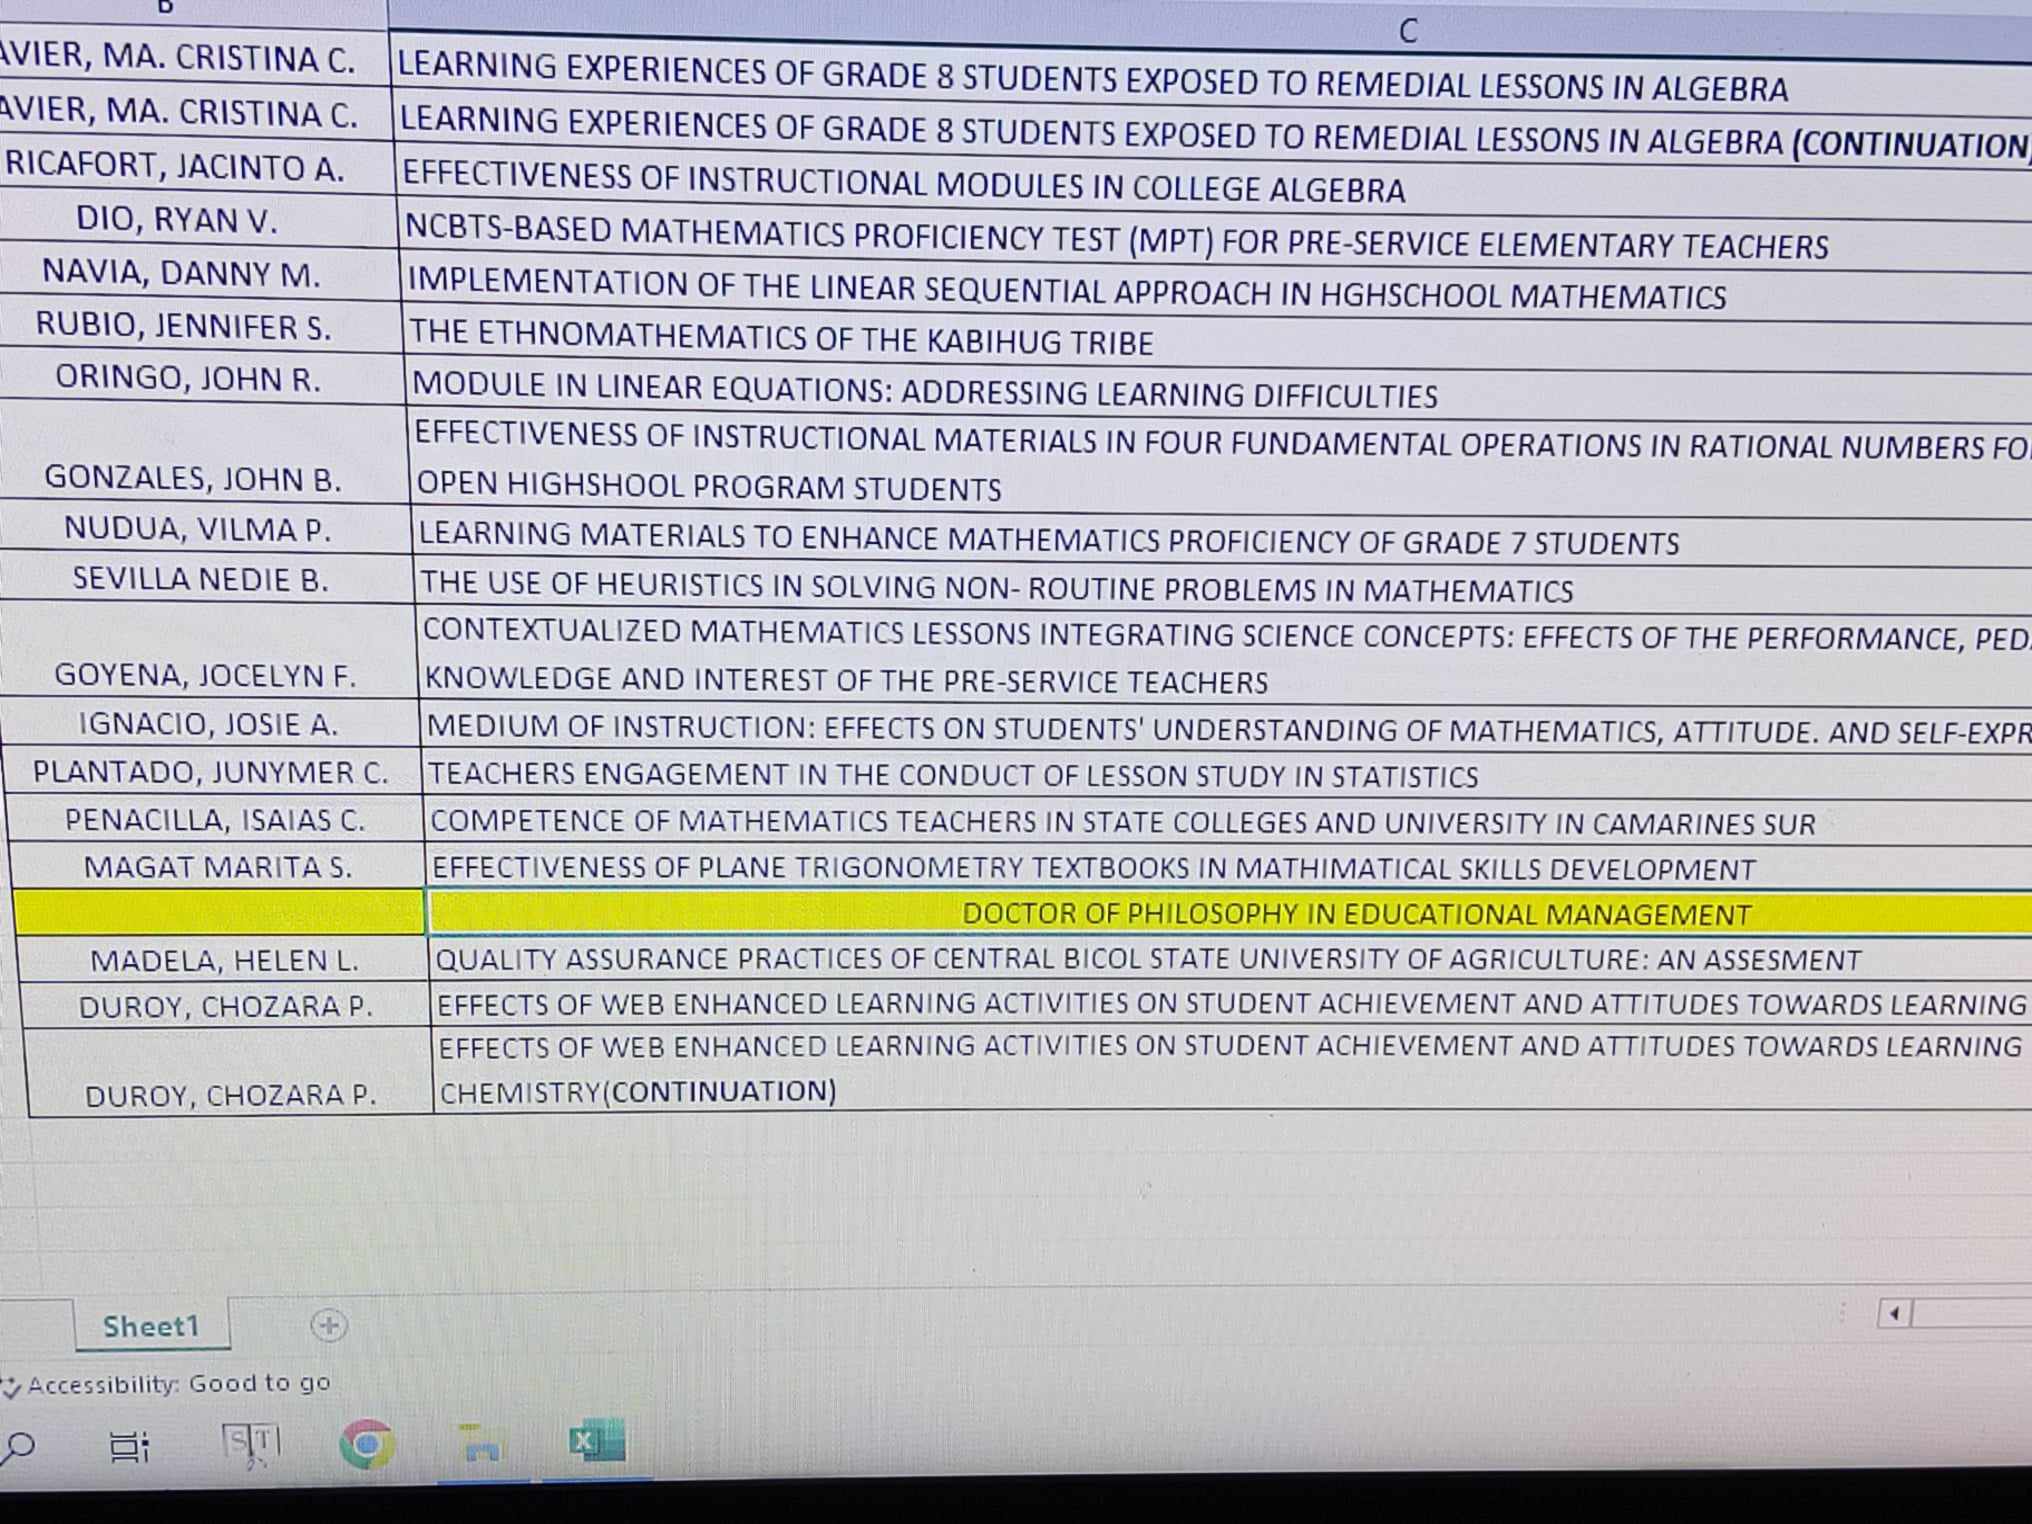 B C
AVIER, MA. CRISTINA C. LEARNING EXPERIENCES OF GRADE 8 STUDENTS EXPOSED TO REMEDIAL LESSONS IN ALGEBRA
AVIER, MA. CRISTINA C. LEARNING EXPERIENCES OF GRADE 8 STUDENTS EXPOSED TO REMEDIAL LESSONS IN ALGEBRA (CONTINUATION)
RICAFORT, JACINTO A. EFFECTIVENESS OF INSTRUCTIONAL MODULES IN COLLEGE ALGEBRA
DIO, RYAN V. NCBTS-BASED MATHEMATICS PROFICIENCY TEST (MPT) FOR PRE-SERVICE ELEMENTARY TEACHERS
NAVIA, DANNY M. IMPLEMENTATION OF THE LINEAR SEQUENTIAL APPROACH IN HGHSCHOOL MATHEMATICS
RUBIO, JENNIFER S. THE ETHNOMATHEMATICS OF THE KABIHUG TRIBE
ORINGO, JOHN R. MODULE IN LINEAR EQUATIONS: ADDRESSING LEARNING DIFFICULTIES
EFFECTIVENESS OF INSTRUCTIONAL MATERIALS IN FOUR FUNDAMENTAL OPERATIONS IN RATIONAL NUMBERS FO
GONZALES, JOHN B. OPEN HIGHSHOOL PROGRAM STUDENTS
NUDUA, VILMA P. LEARNING MATERIALS TO ENHANCE MATHEMATICS PROFICIENCY OF GRADE 7 STUDENTS
SEVILLA NEDIE B. THE USE OF HEURISTICS IN SOLVING NON- ROUTINE PROBLEMS IN MATHEMATICS
CONTEXTUALIZED MATHEMATICS LESSONS INTEGRATING SCIENCE CONCEPTS: EFFECTS OF THE PERFORMANCE, PED
GOYENA, JOCELYN F. KNOWLEDGE AND INTEREST OF THE PRE-SERVICE TEACHERS
IGNACIO, JOSIE A. MEDIUM OF INSTRUCTION: EFFECTS ON STUDENTS' UNDERSTANDING OF MATHEMATICS, ATTITUDE. AND SELF-EXPR
PLANTADO, JUNYMER C. TEACHERS ENGAGEMENT IN THE CONDUCT OF LESSON STUDY IN STATISTICS
PENACILLA, ISAIAS C. COMPETENCE OF MATHEMATICS TEACHERS IN STATE COLLEGES AND UNIVERSITY IN CAMARINES SUR
MAGAT MARITA S. EFFECTIVENESS OF PLANE TRIGONOMETRY TEXTBOOKS IN MATHIMATICAL SKILLS DEVELOPMENT
DOCTOR OF PHILOSOPHY IN EDUCATIONAL MANAGEMENT
MADELA, HELEN L. QUALITY ASSURANCE PRACTICES OF CENTRAL BICOL STATE UNIVERSITY OF AGRICULTURE: AN ASSESMENT
DUROY, CHOZARA P. EFFECTS OF WEB ENHANCED LEARNING ACTIVITIES ON STUDENT ACHIEVEMENT AND ATTITUDES TOWARDS LEARNING
EFFECTS OF WEB ENHANCED LEARNING ACTIVITIES ON STUDENT ACHIEVEMENT AND ATTITUDES TOWARDS LEARNING
DUROY, CHOZARA P. CHEMISTRY(CONTINUATION)
Sheet1
Accessibility: Good to go